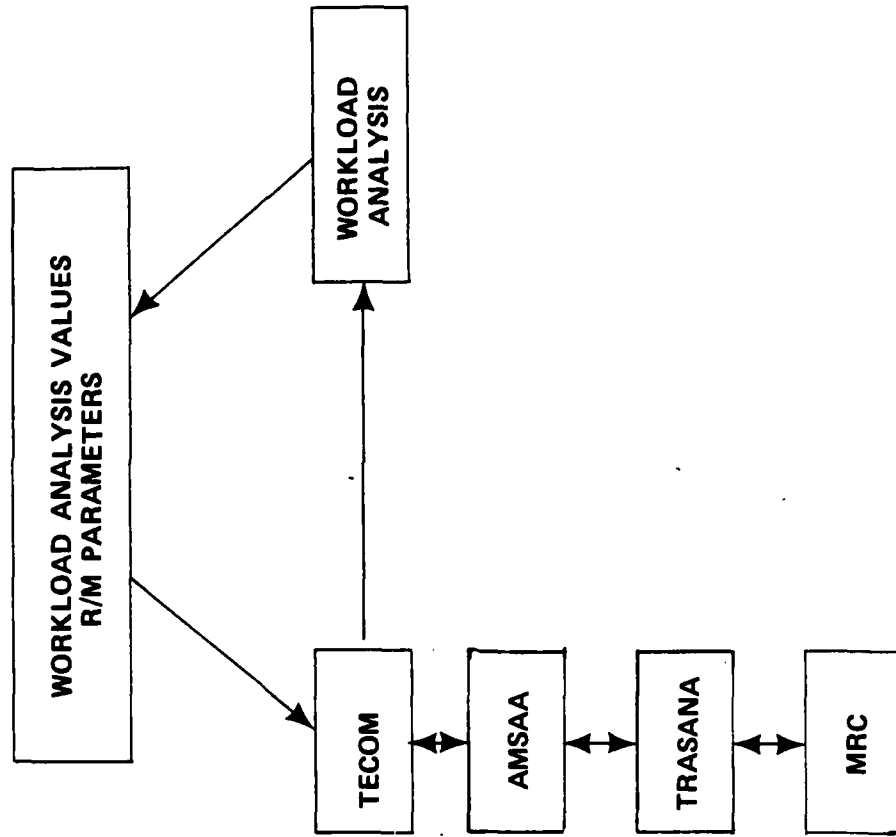 WORKLOAD ANALYSIS VALUES
R/M PARAMETERS
WORKLOAD
ANALYSIS
TECOM
AMSAA
TRASANA
MRC